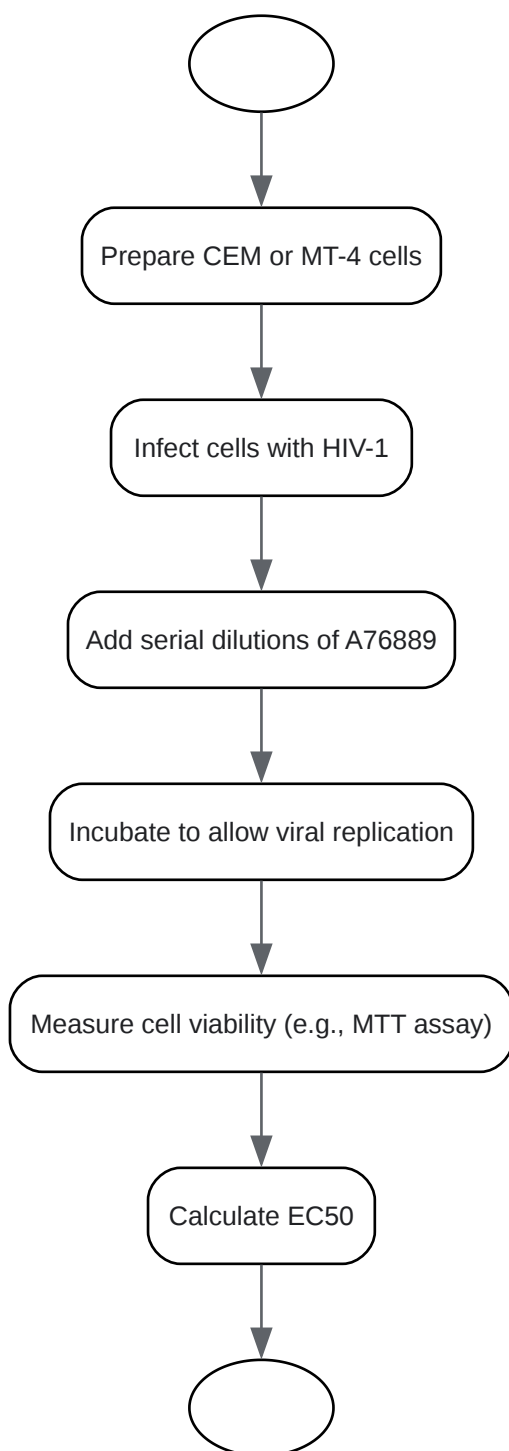 Prepare CEM or MT-4 cells
Infect cells with HIV-1
Add serial dilutions of A76889
Incubate to allow viral replication
Measure cell viability (e.g., MTT assay)
Calculate EC50